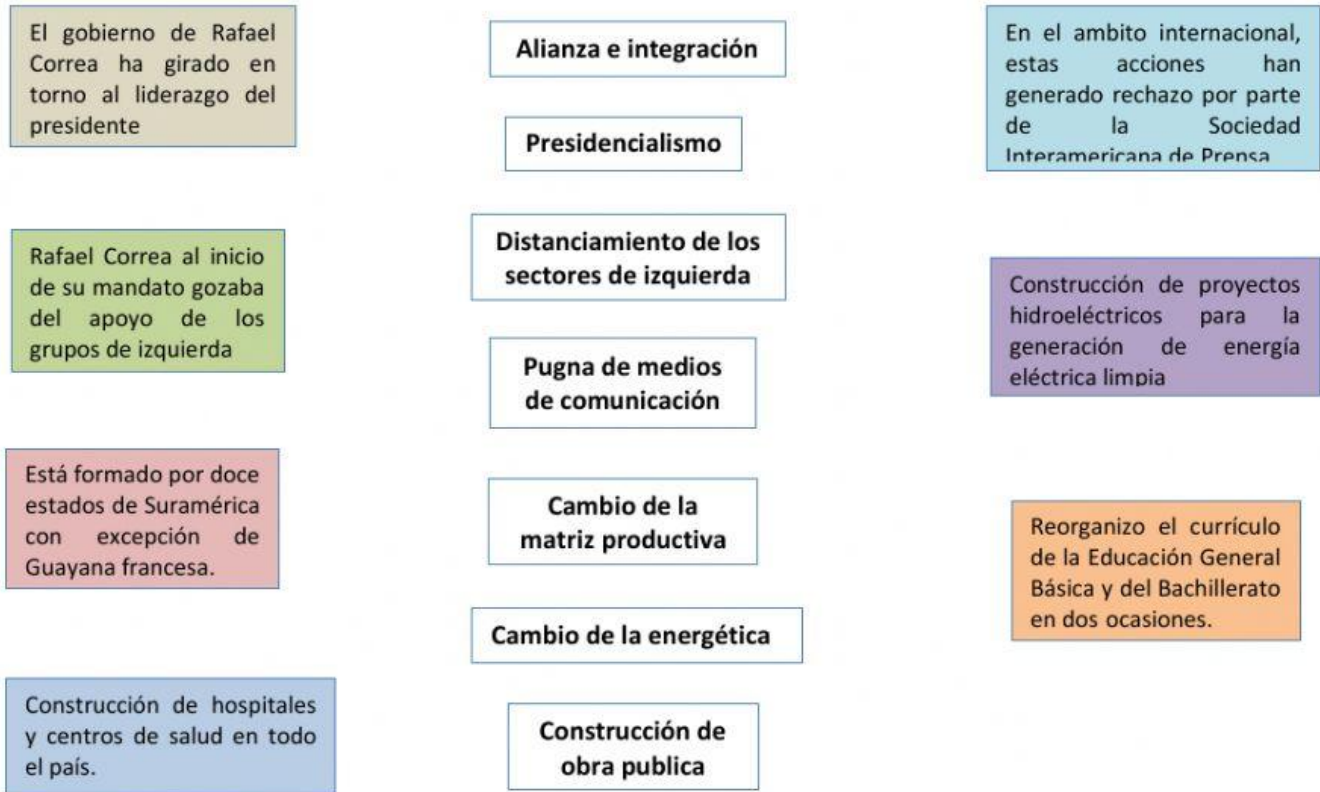 El gobierno de Rafael
Correa ha girado en
torno al liderazgo del
presidente
Rafael Correa al inicio
de su mandato gozaba
del apoyo de los
grupos de izquierda
Está formado por doce
estados de Suramérica
con excepción de
Guayana francesa.
Construcción de hospitales
y centros de salud en todo
el país.
Alianza e integración
Presidencialismo
Distanciamiento de los
sectores de izquierda
Pugna de medios
de comunicación
Cambio de la
matriz productiva
Cambio de la energética
Construcción de
obra publica
En el ambito internacional,
estas acciones han
generado rechazo por parte
de la Sociedad
Interamericana de Prensa
Construcción de proyectos
hidroeléctricos para la
generación de energía
eléctrica limpia
Reorganizo el currículo
de la Educación General
Básica y del Bachillerato
en dos ocasiones.